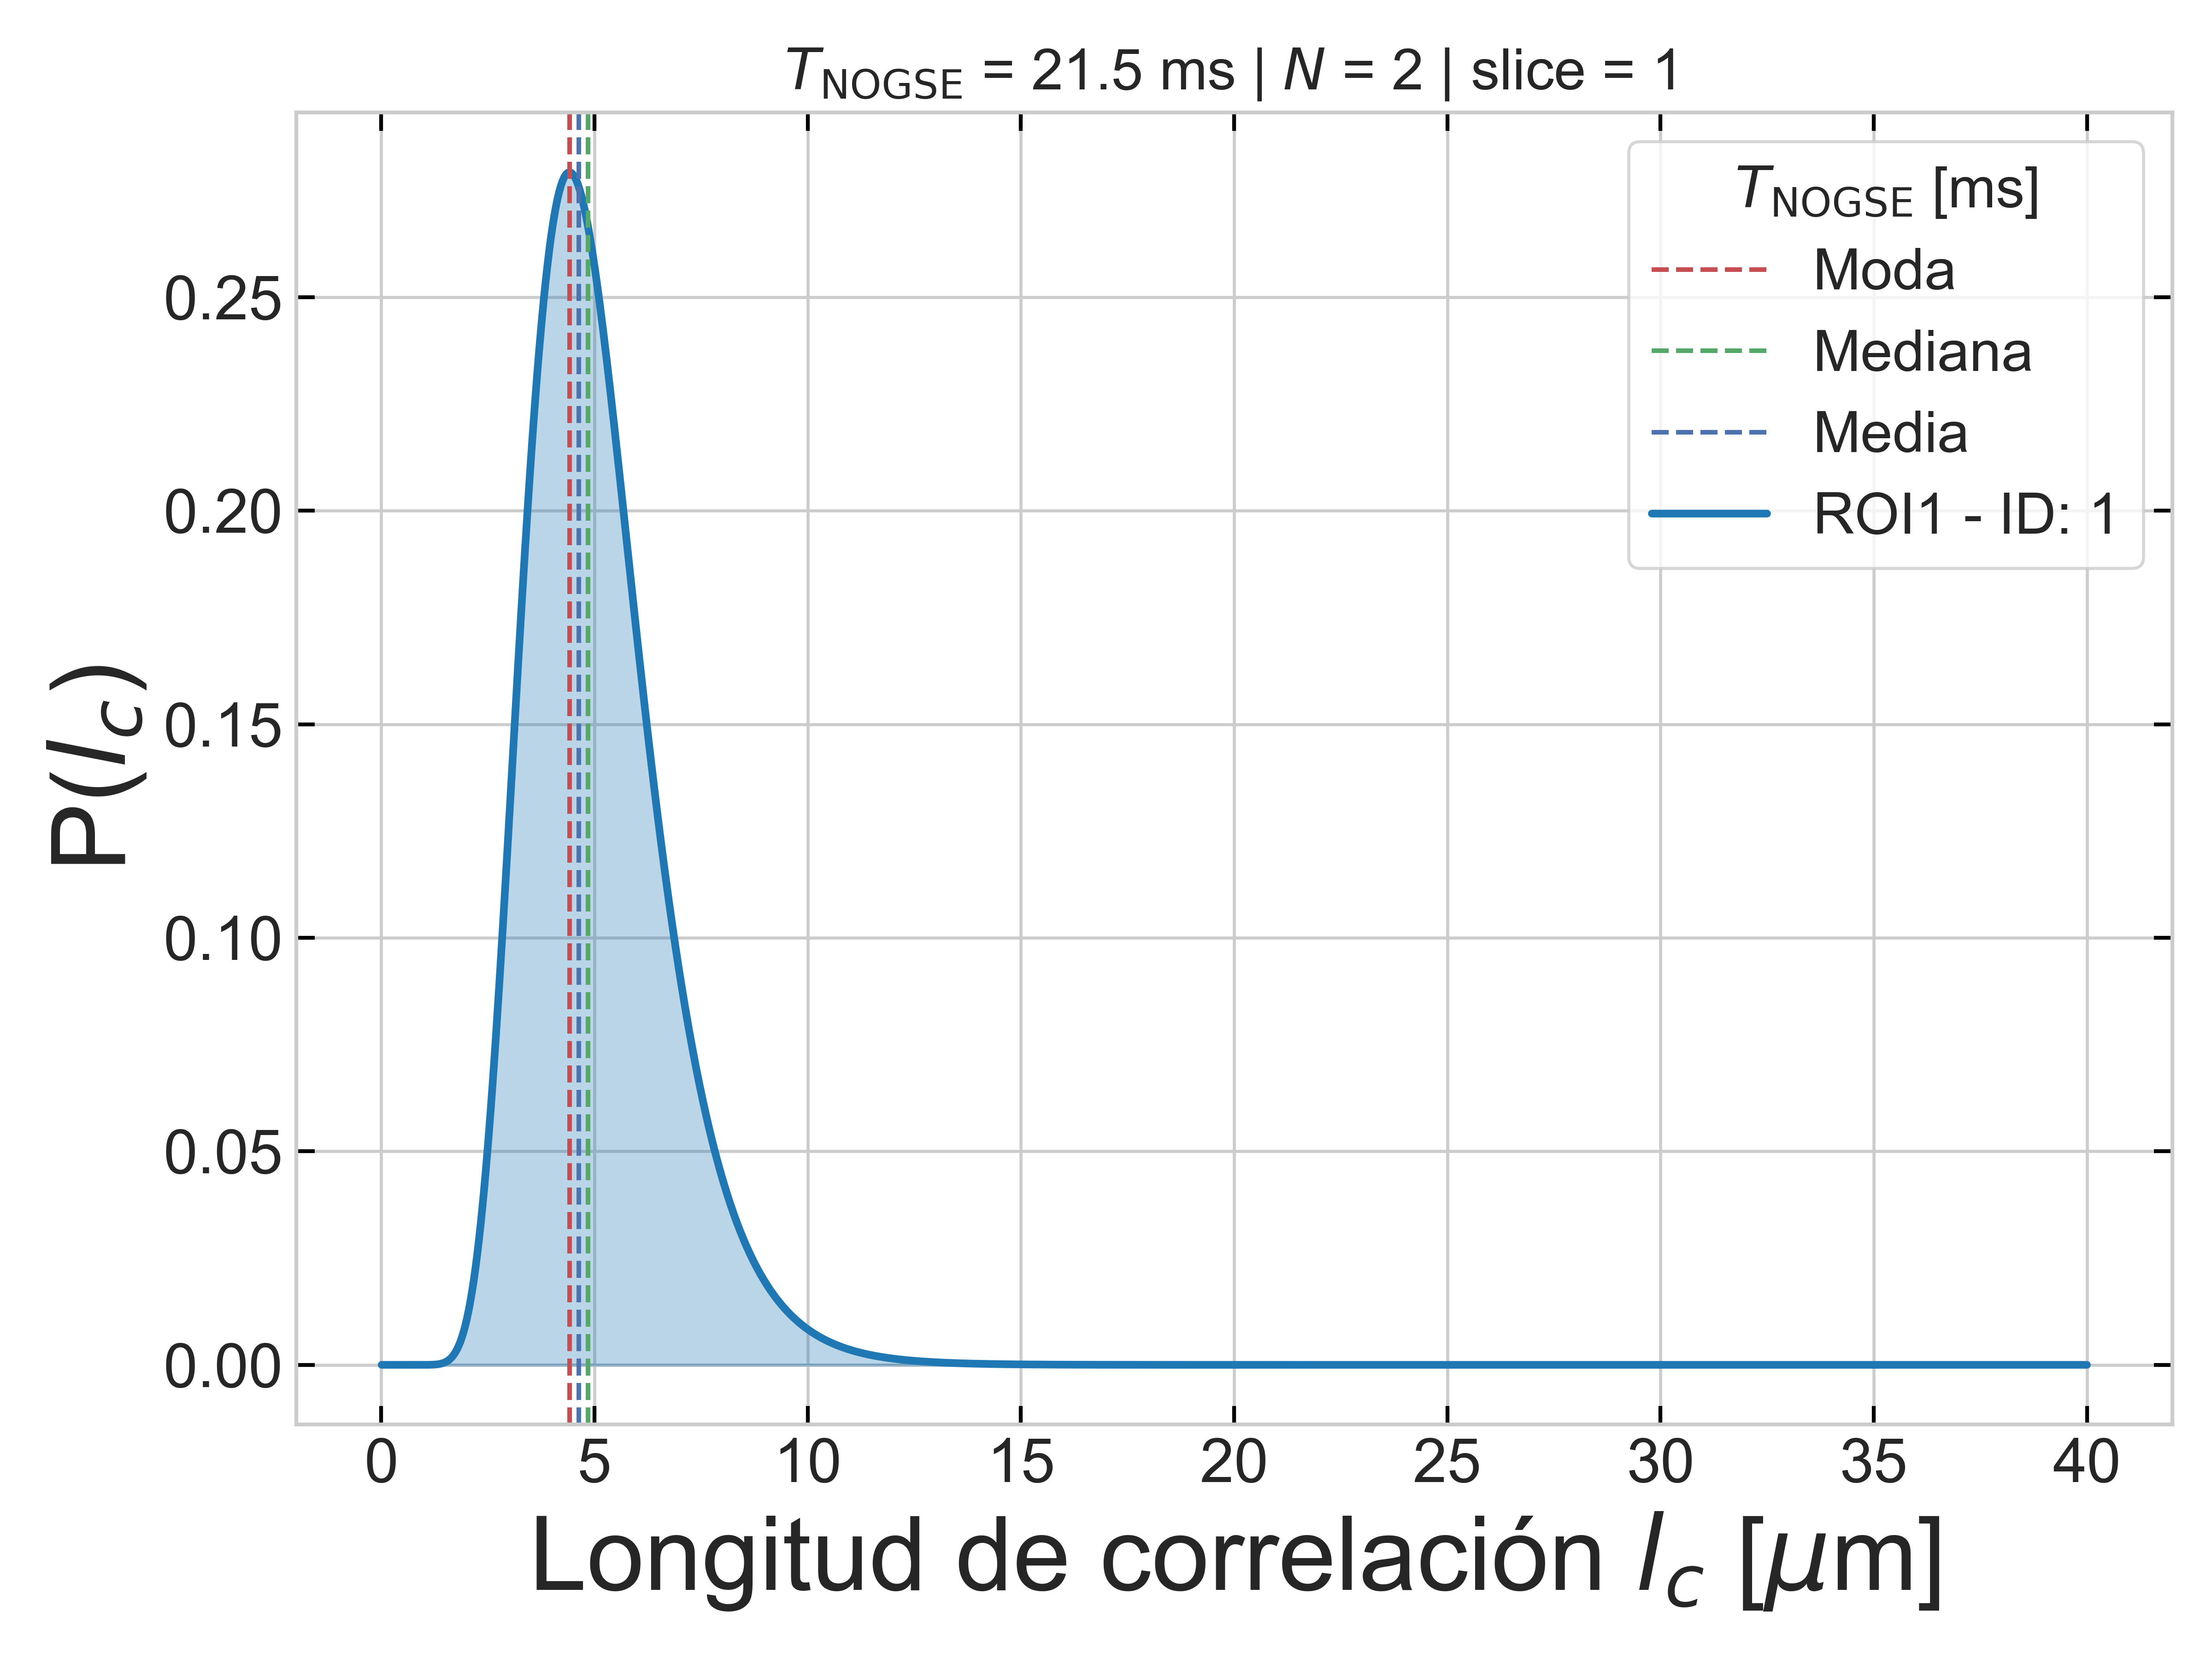 T_NOGSE = 21.5 ms | N = 2 | slice = 1
T_NOGSE [ms]
Moda
Mediana
Media
ROI1 - ID: 1
P(l_c)
0.25
0.20
0.15
0.10
0.05
0.00
0 5 10 15 20 25 30 35 40
Longitud de correlación l_c [μm]